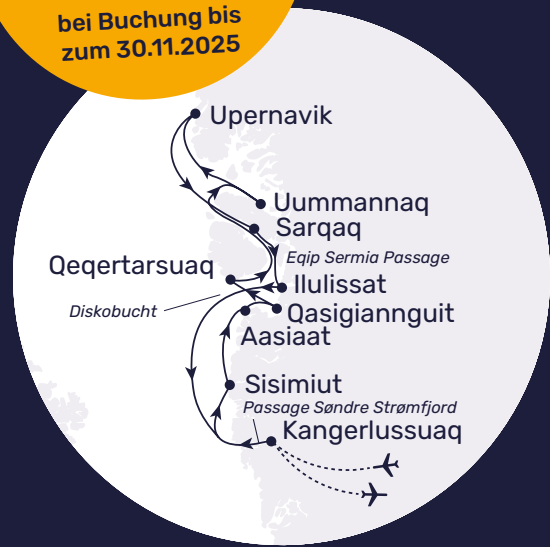 bei Buchung bis
zum 30.11.2025
Upernavik
Uummannaq
Sarqaq
Eqip Sermia Passage
Qeqertarsuaq
Ilulissat
Diskobucht
Qasigiannguit
Aasiaat
Sisimiut
Passage Søndre Strømfjord
Kangerlussuaq